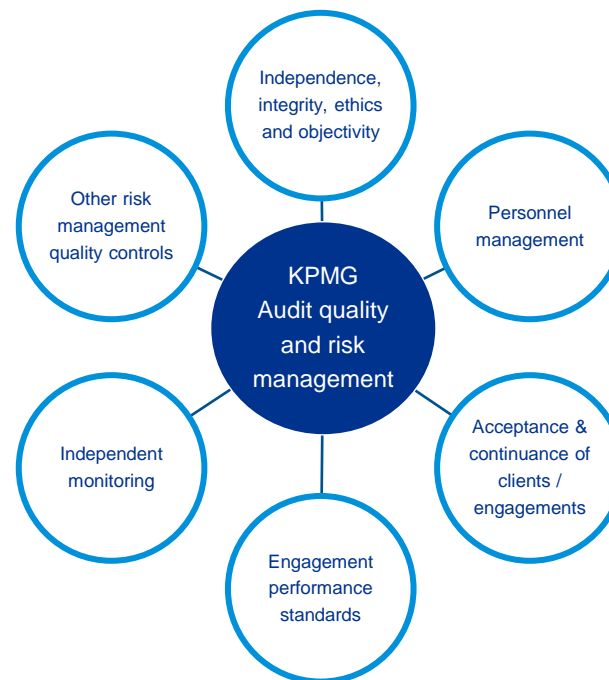 Independence,
integrity, ethics
and objectivity
Other risk
management
quality controls
Personnel
management
KPMG
Audit quality
and risk
management
Independent
monitoring
Acceptance &
continuance of
clients /
engagements
Engagement
performance
standards